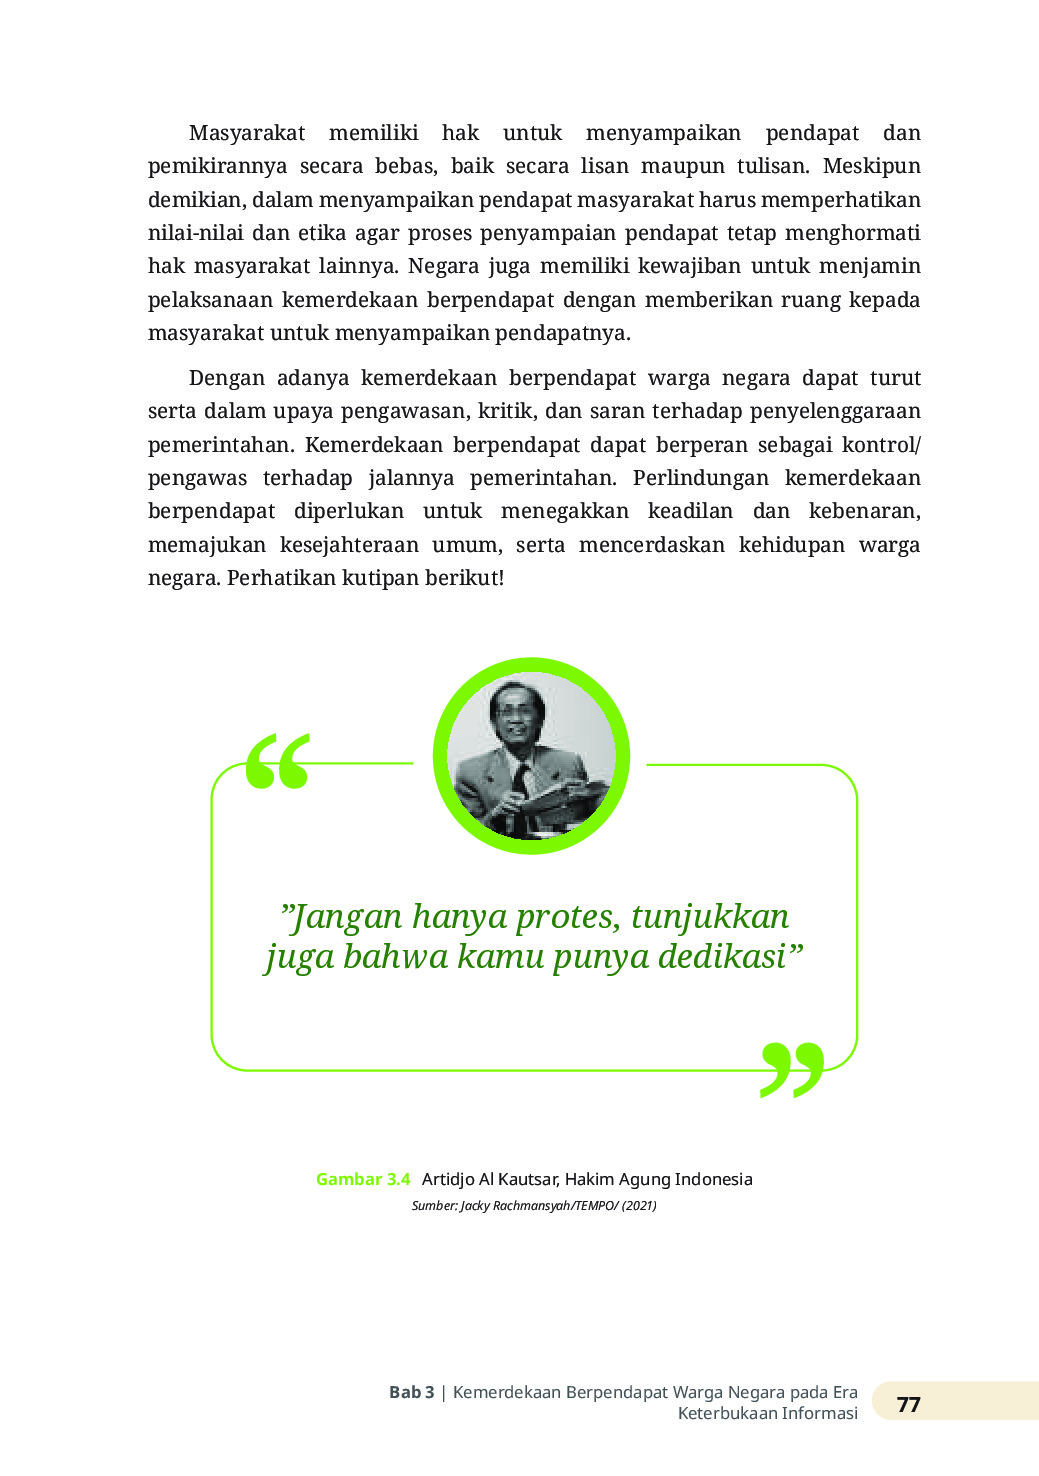 Masyarakat memiliki hak untuk menyampaikan pendapat dan
pemikirannya secara bebas, baik secara lisan maupun tulisan. Meskipun
demikian, dalam menyampaikan pendapat masyarakat harus memperhatikan
nilai-nilai dan etika agar proses penyampaian pendapat tetap menghormati
hak masyarakat lainnya. Negara juga memiliki kewajiban untuk menjamin
pelaksanaan kemerdekaan berpendapat dengan memberikan ruang kepada
masyarakat untuk menyampaikan pendapatnya.
Dengan adanya kemerdekaan berpendapat warga negara dapat turut
serta dalam upaya pengawasan, kritik, dan saran terhadap penyelenggaraan
pemerintahan. Kemerdekaan berpendapat dapat berperan sebagai kontrol/
pengawas terhadap jalannya pemerintahan. Perlindungan kemerdekaan
berpendapat diperlukan untuk menegakkan keadilan dan kebenaran,
memajukan kesejahteraan umum, serta mencerdaskan kehidupan warga
negara. Perhatikan kutipan berikut!
“
”Jangan hanya protes, tunjukkan
juga bahwa kamu punya dedikasi”
”
Gambar 3.4 Artidjo Al Kautsar, Hakim Agung Indonesia
Sumber: Jacky Rachmansyah/TEMPO/ (2021)
Bab 3 | Kemerdekaan Berpendapat Warga Negara pada Era
Keterbukaan Informasi
77